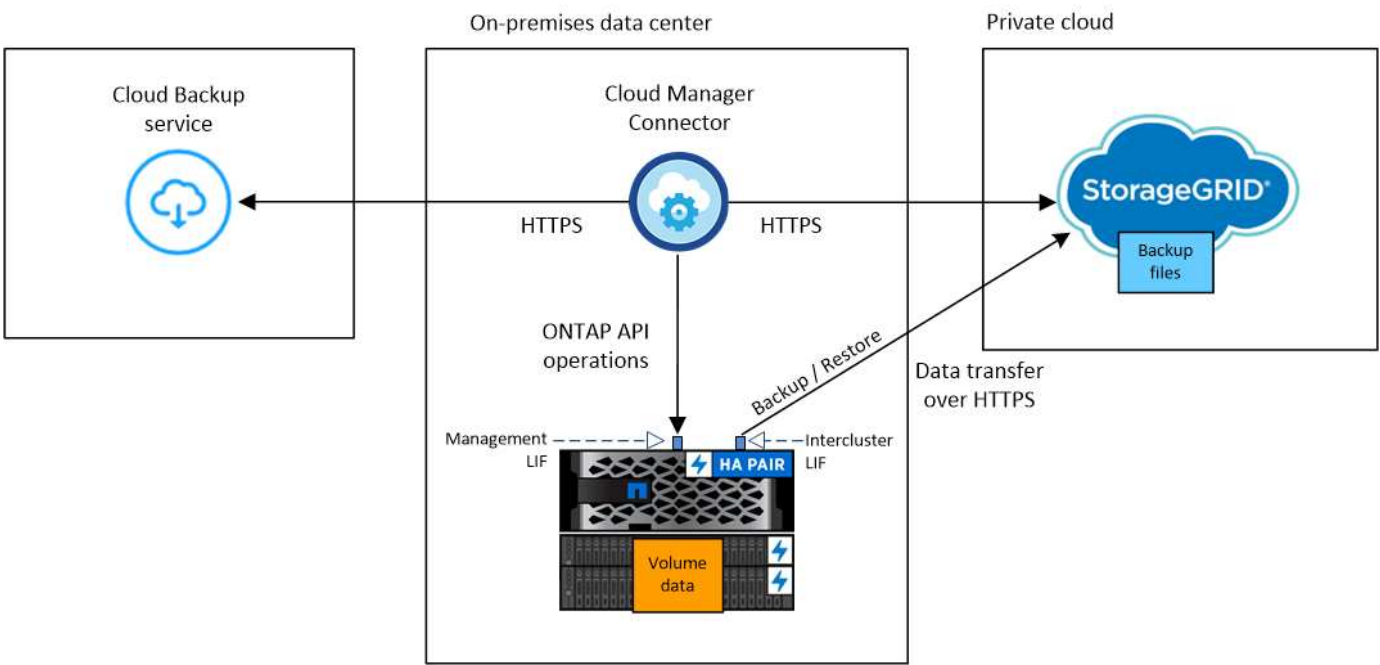 On-premises data center
Private cloud
Cloud Backup
service
Cloud Manager
Connector
StorageGRID®
Backup
files
HTTPS
HTTPS
ONTAP API
operations
Backup / Restore
Data transfer
over HTTPS
Management
LIF
Intercluster
LIF
HA PAIR
Volume
data